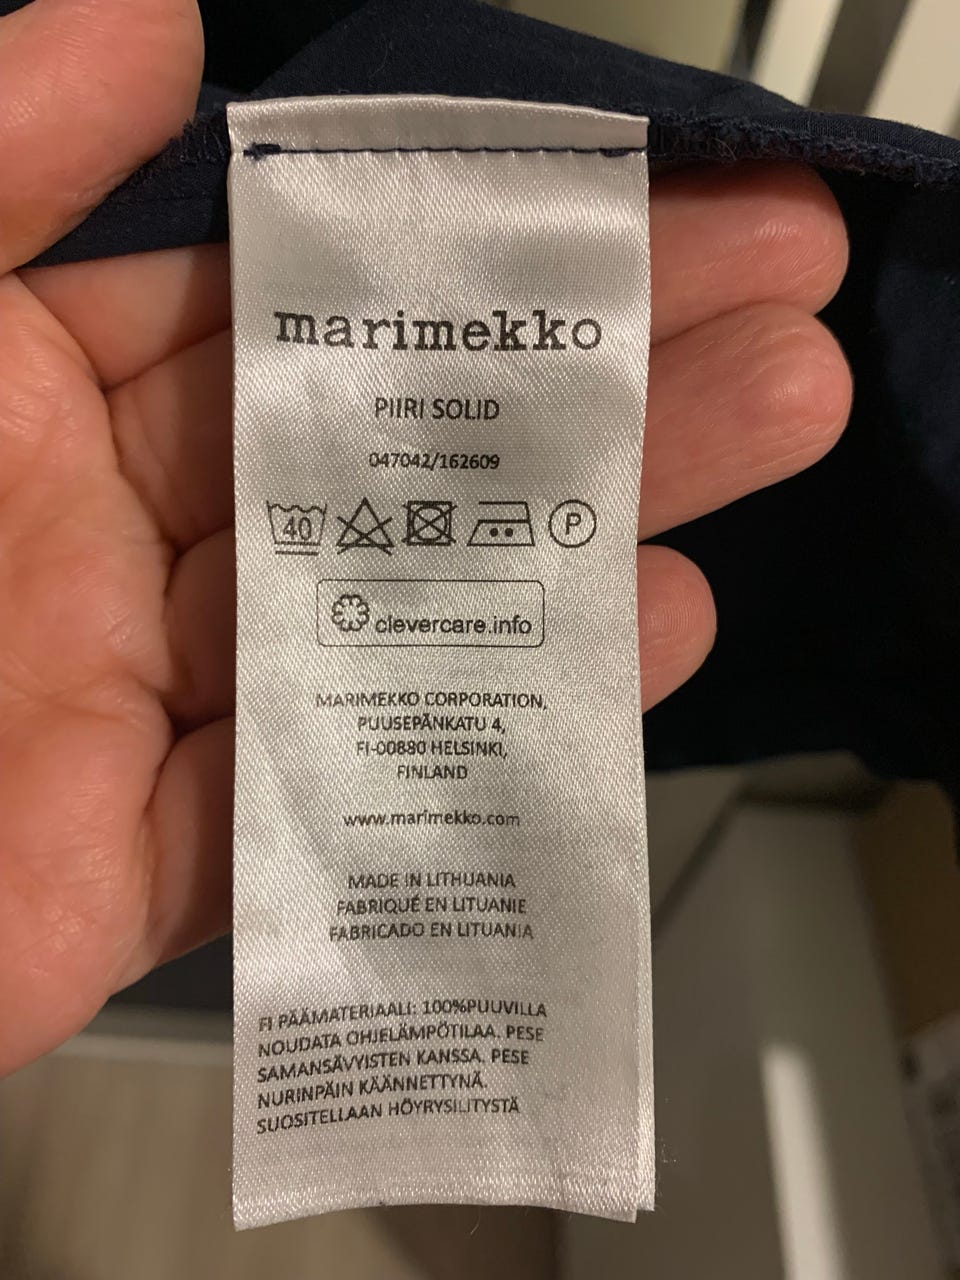 marimekko
PIIRI SOLID
047042/162609
40 P
clevercare.info
MARIMEKKO CORPORATION,
PUUSEPÄNKATU 4,
FI-00880 HELSINKI,
FINLAND
www.marimekko.com
MADE IN LITHUANIA
FABRIQUÉ EN LITUANIE
FABRICADO EN LITUANIA
FI PÄÄMATERIAALI: 100%PUUVILLA
NOUDATA OHJELÄMPÖTILAA. PESE
SAMANSÄVYISTEN KANSSA. PESE
NURINPÄIN KÄÄNNETTYNÄ.
SUOSITELLAAN HÖYRYSILITYSTÄ